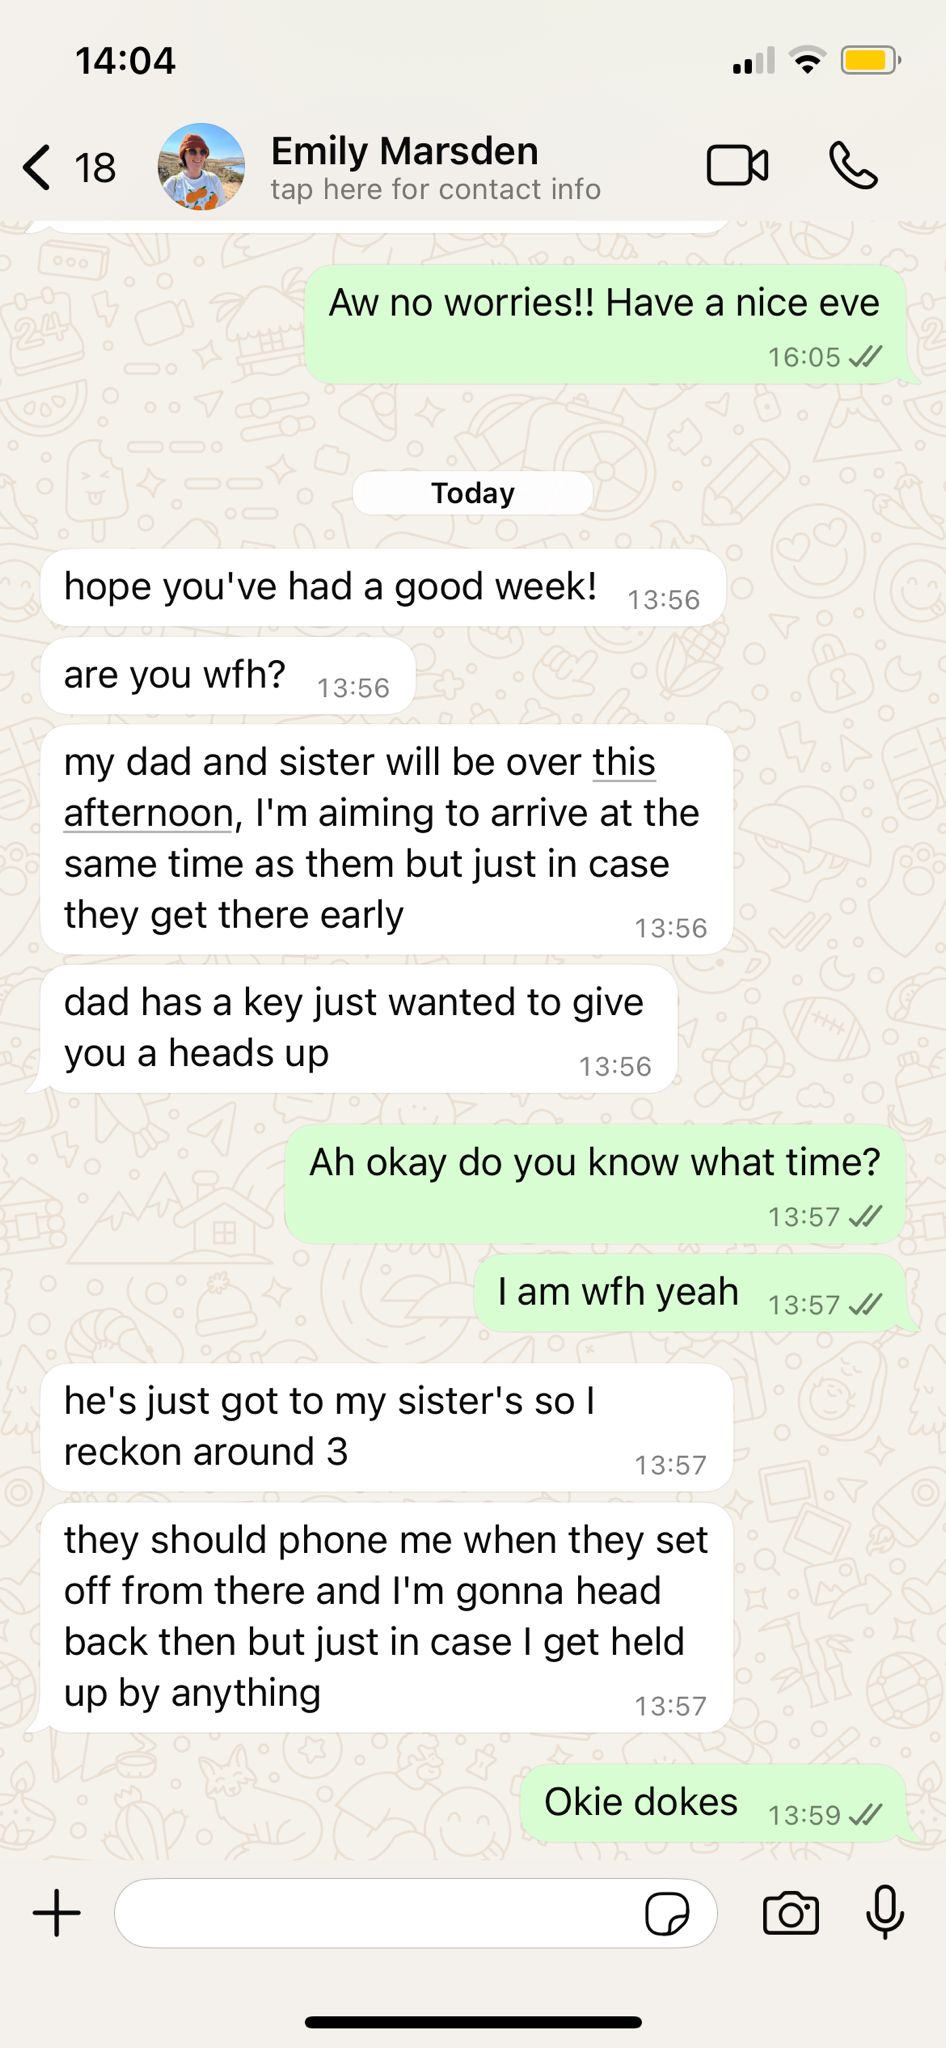 14:04
18
Emily Marsden
tap here for contact info
Aw no worries!! Have a nice eve
16:05
Today
hope you've had a good week!
13:56
are you wfh?
13:56
my dad and sister will be over this
afternoon, I'm aiming to arrive at the
same time as them but just in case
they get there early
13:56
dad has a key just wanted to give
you a heads up
13:56
Ah okay do you know what time?
13:57
I am wfh yeah
13:57
he's just got to my sister's so I
reckon around 3
13:57
they should phone me when they set
off from there and I'm gonna head
back then but just in case I get held
up by anything
13:57
Okie dokes
13:59